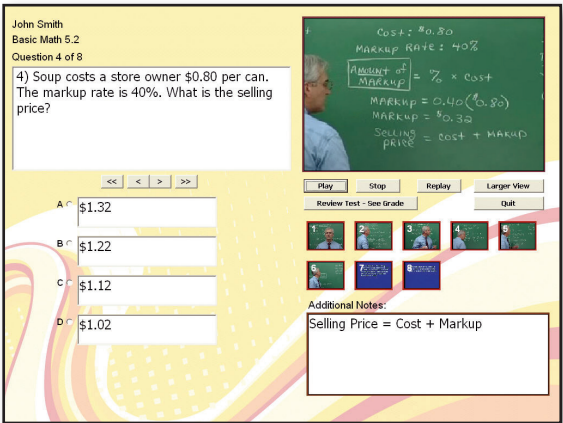 John Smith
Basic Math 5.2
Question 4 of 8
4) Soup costs a store owner $0.80 per can.
The markup rate is 40%. What is the selling
price?
<< < > >>
A $1.32
B $1.22
C $1.12
D $1.02
COST: $0.80
MARKUP RATE: 40%
AMOUNT of
MARKUP = % x COST
MARKUP = 0.40($0.80)
MARKUP = $0.32
SELLING
PRICE = COST + MARKUP
Play Stop Replay Larger View
Review Test - See Grade Quit
1 2 3 4 5
6 7 8
Additional Notes:
Selling Price = Cost + Markup